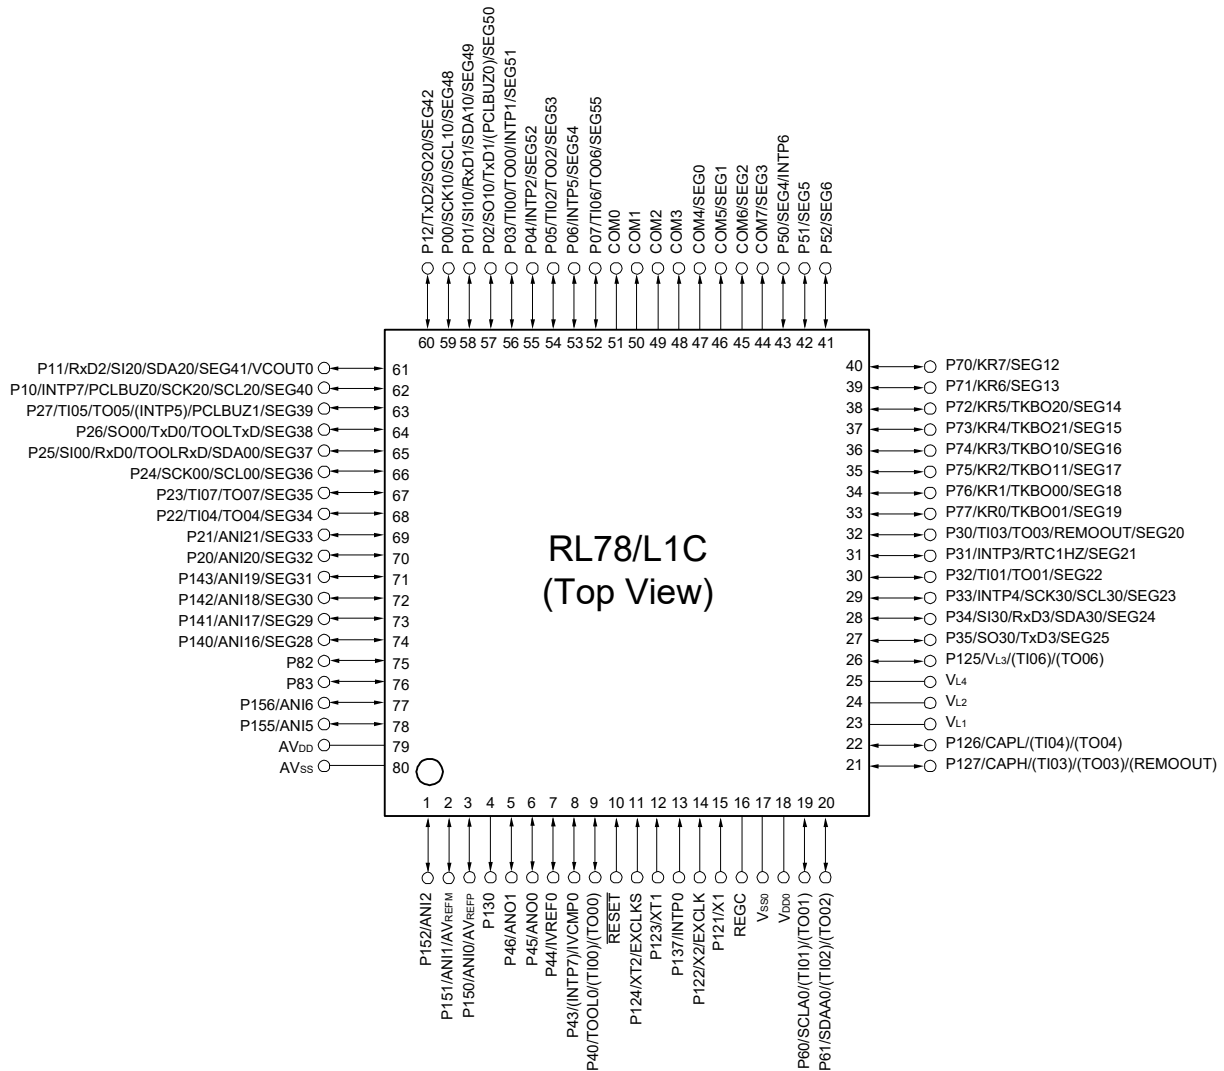 P12/TxD2/SO20/SEG42
P00/SCK10/SCL10/SEG48
P01/SI10/RxD1/SDA10/SEG49
P02/SO10/TxD1/(PCLBUZ0)/SEG50
P03/TI00/TO00/INTP1/SEG51
P04/INTP2/SEG52
P05/TI02/TO02/SEG53
P06/INTP5/SEG54
P07/TI06/TO06/SEG55
COM0
COM1
COM2
COM3
COM4/SEG0
COM5/SEG1
COM6/SEG2
COM7/SEG3
P50/SEG4/INTP6
P51/SEG5
P52/SEG6
60 59 58 57 56 55 54 53 52 51 50 49 48 47 46 45 44 43 42 41
P11/RxD2/SI20/SDA20/SEG41/VCOUT0 61
P10/INTP7/PCLBUZ0/SCK20/SCL20/SEG40 62
P27/TI05/TO05/(INTP5)/PCLBUZ1/SEG39 63
P26/SO00/TxD0/TOOLTxD/SEG38 64
P25/SI00/RxD0/TOOLRxD/SDA00/SEG37 65
P24/SCK00/SCL00/SEG36 66
P23/TI07/TO07/SEG35 67
P22/TI04/TO04/SEG34 68
P21/ANI21/SEG33 69
P20/ANI20/SEG32 70
P143/ANI19/SEG31 71
P142/ANI18/SEG30 72
P141/ANI17/SEG29 73
P140/ANI16/SEG28 74
P82 75
P83 76
P156/ANI6 77
P155/ANI5 78
AVDD 79
AVSS 80
RL78/L1C
(Top View)
40 P70/KR7/SEG12
39 P71/KR6/SEG13
38 P72/KR5/TKBO20/SEG14
37 P73/KR4/TKBO21/SEG15
36 P74/KR3/TKBO10/SEG16
35 P75/KR2/TKBO11/SEG17
34 P76/KR1/TKBO00/SEG18
33 P77/KR0/TKBO01/SEG19
32 P30/TI03/TO03/REMOOUT/SEG20
31 P31/INTP3/RTC1HZ/SEG21
30 P32/TI01/TO01/SEG22
29 P33/INTP4/SCK30/SCL30/SEG23
28 P34/SI30/RxD3/SDA30/SEG24
27 P35/SO30/TxD3/SEG25
26 P125/VL3/(TI06)/(TO06)
25 VL4
24 VL2
23 VL1
22 P126/CAPL/(TI04)/(TO04)
21 P127/CAPH/(TI03)/(TO03)/(REMOOUT)
1 2 3 4 5 6 7 8 9 10 11 12 13 14 15 16 17 18 19 20
P152/ANI2
P151/ANI1/AVREFM
P150/ANI0/AVREFP
P130
P46/ANO1
P45/ANO0
P44/IVREF0
P43/(INTP7)/IVCMP0
P40/TOOL0/(TI00)/(TO00)
RESET
P124/XT2/EXCLKS
P123/XT1
P137/INTP0
P122/X2/EXCLK
P121/X1
REGC
VSS0
VDD0
P60/SCLA0/(TI01)/(TO01)
P61/SDAA0/(TI02)/(TO02)